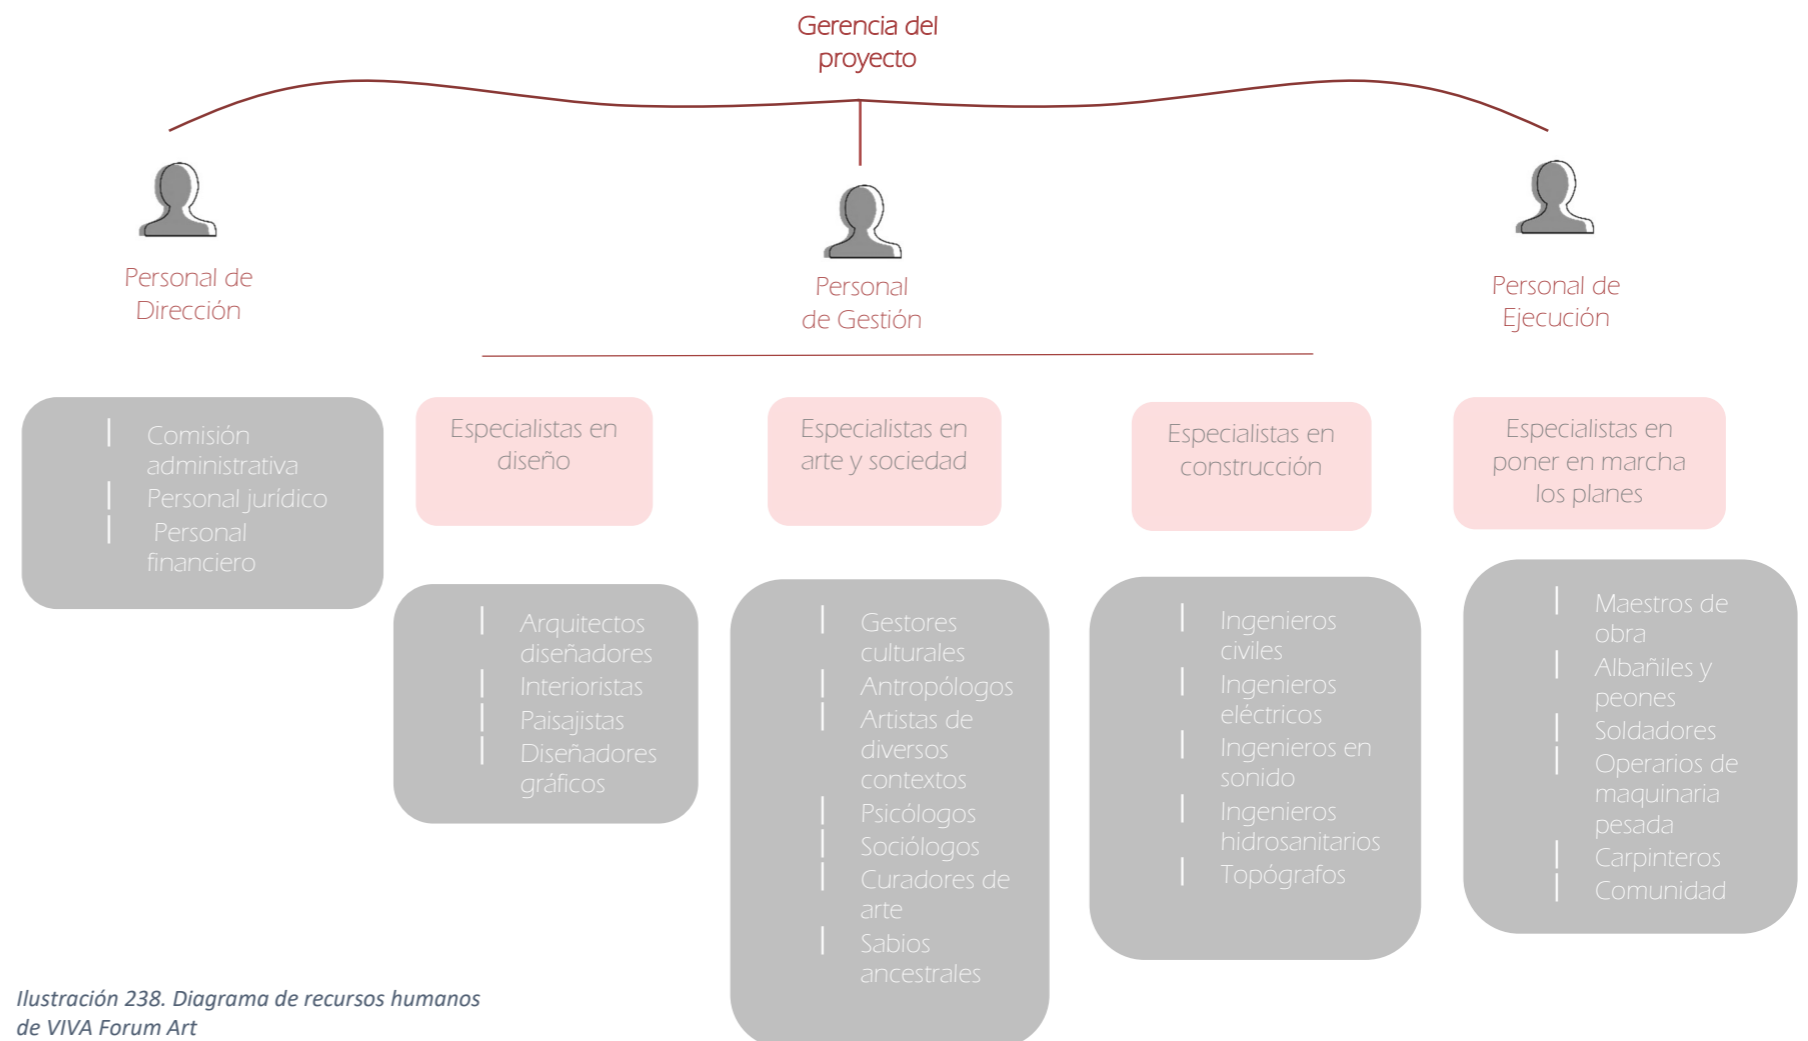 Gerencia del
proyecto
Personal de
Dirección
Personal
de Gestión
Personal de
Ejecución
Comisión
administrativa
Personal jurídico
Personal
financiero
Especialistas en
diseño
Arquitectos
diseñadores
Interioristas
Paisajistas
Diseñadores
gráficos
Especialistas en
arte y sociedad
Gestores
culturales
Antropólogos
Artistas de
diversos
contextos
Psicólogos
Sociólogos
Curadores de
arte
Sabios
ancestrales
Especialistas en
construcción
Ingenieros
civiles
Ingenieros
eléctricos
Ingenieros en
sonido
Ingenieros
hidrosanitarios
Topógrafos
Especialistas en
poner en marcha
los planes
Maestros de
obra
Albañiles y
peones
Soldadores
Operarios de
maquinaria
pesada
Carpinteros
Comunidad
Ilustración 238. Diagrama de recursos humanos
de VIVA Forum Art